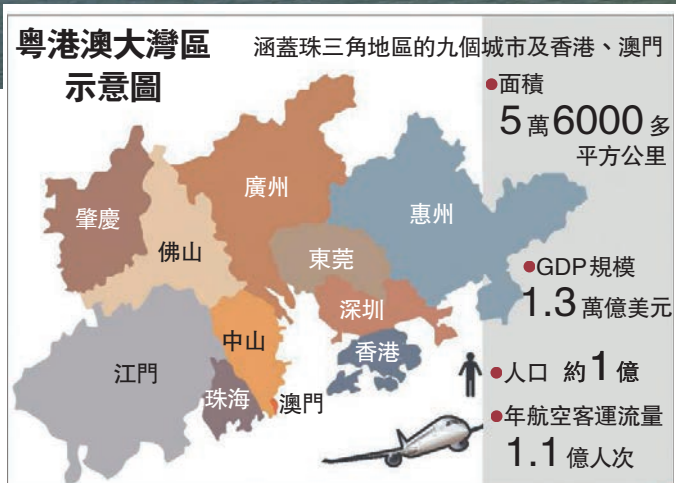 粵港澳大灣區
示意圖
涵蓋珠三角地區的九個城市及香港、澳門
●面積
5萬6000多
平方公里
肇慶
廣州
惠州
佛山
東莞
●GDP規模
1.3萬億美元
深圳
江門
中山
香港
珠海
澳門
●人口 約1億
●年航空客運流量
1.1億人次